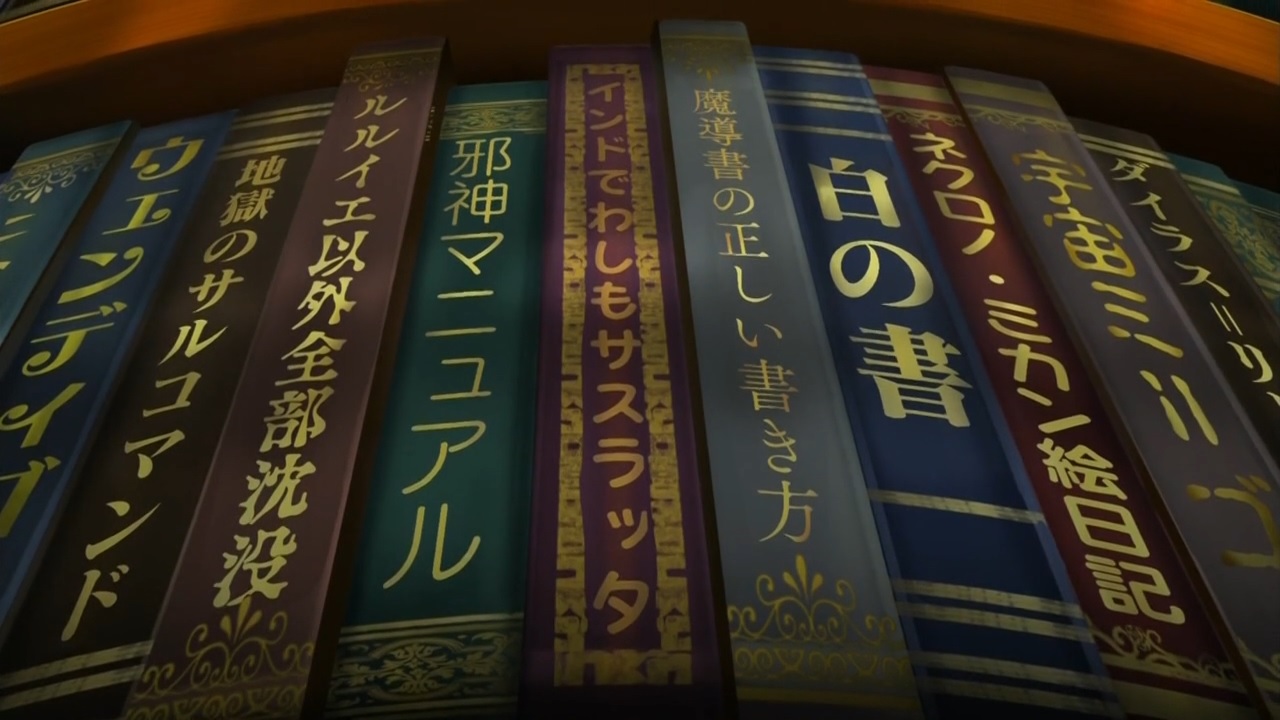 ウェンディゴ
地獄のサルコマンド
ルルイエ以外全部沈没
邪神マニュアル
インドでわしもサスラッタ
魔導書の正しい書き方
白の書
ネクロノ・ミカン絵日記
宇宙ミリゴ
ダイラス＝リ